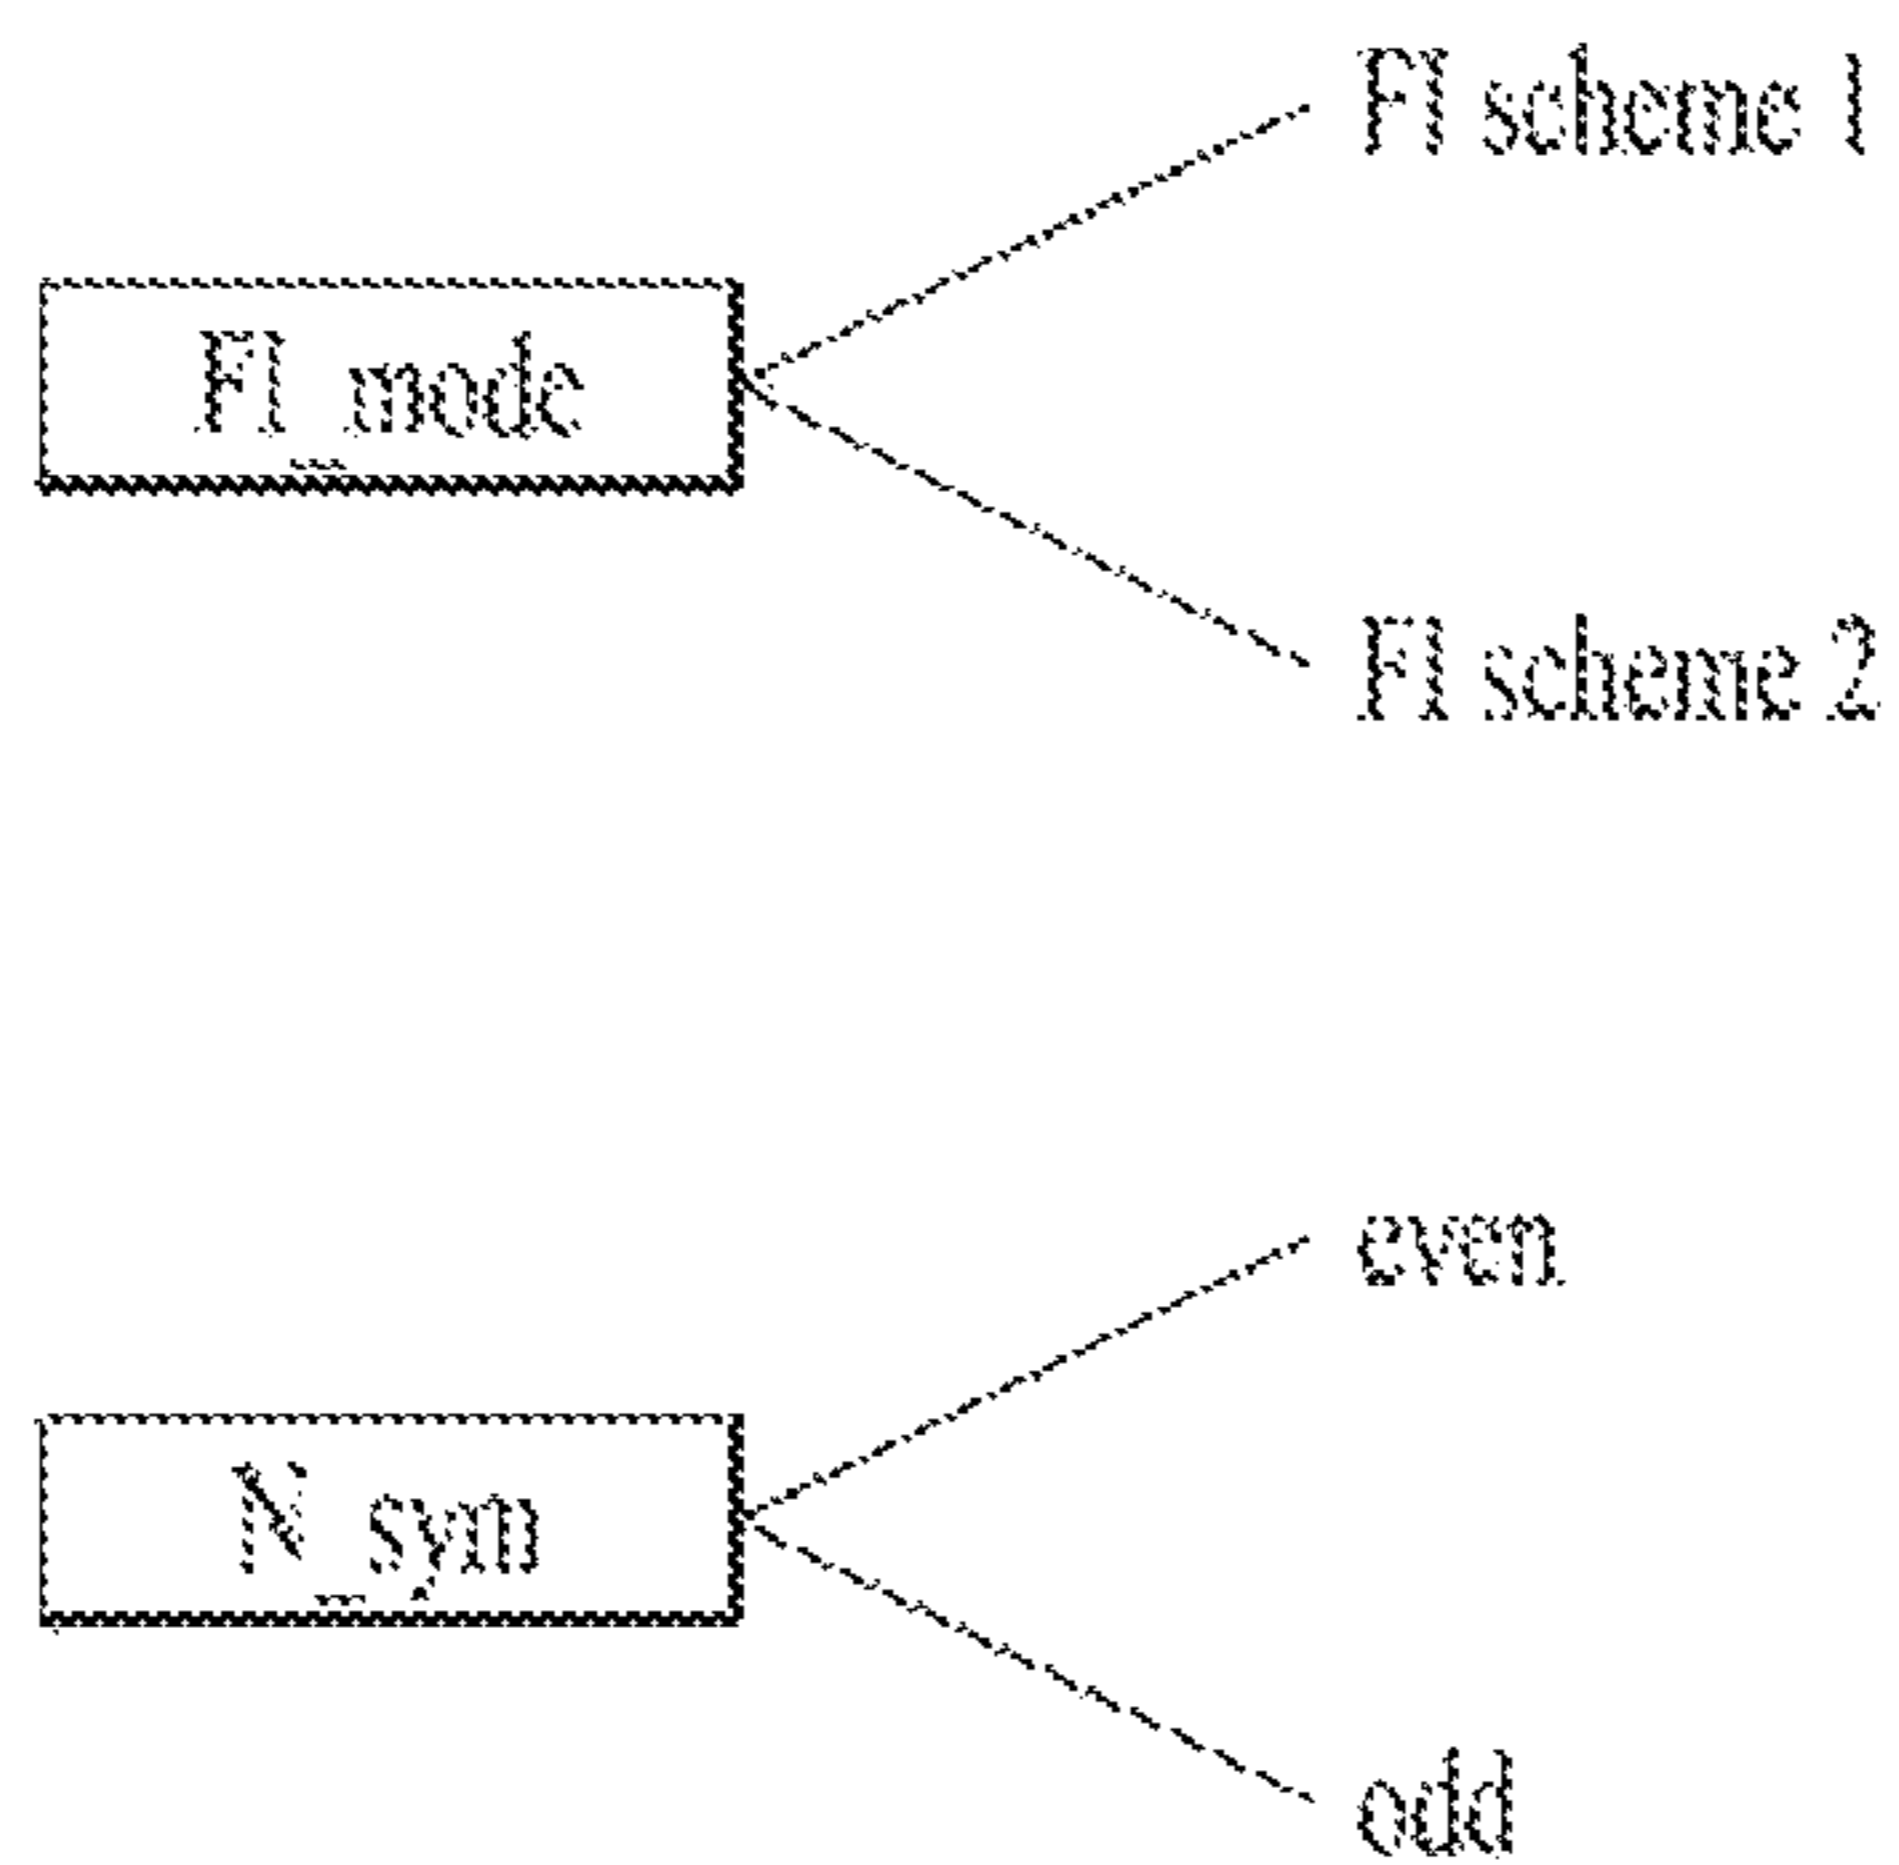 FI scheme 1
FI_mode
FI scheme 2
even
N_sym
odd